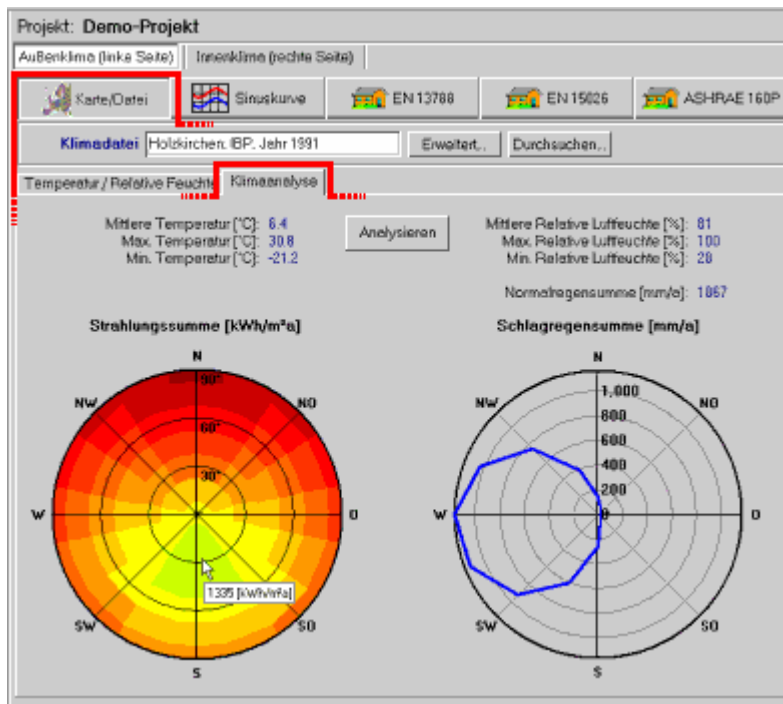 Projekt: Demo-Projekt
Außenklima (linke Seite) Innenklima (rechte Seite)
Karte/Datei Sinuskurve EN 13788 EN 15026 ASHRAE 160P
Klimadatei Holzkirchen; IBP, Jahr 1991 Erweitert.. Durchsuchen..
Temperatur / Relative Feuchte Klimaanalyse
Mittlere Temperatur [°C]: 6.4 Analysieren Mittlere Relative Luftfeuchte [%]: 81
Max. Temperatur [°C]: 30.8 Max. Relative Luftfeuchte [%]: 100
Min. Temperatur [°C]: -21.2 Min. Relative Luftfeuchte [%]: 28
Normalregensumme [mm/a]: 1867
Strahlungssumme [kWh/m²a] Schlagregensumme [mm/a]
N N
90° 1,000
NW NO NW NO
800
60° 600
400
30° 200
W O W 0 O
1335 [kWh/m²a]
SW SO SW SO
S S